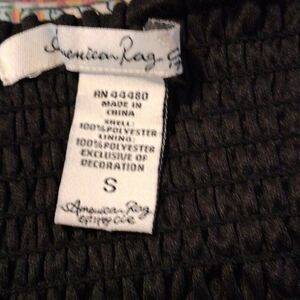 American Rag
RN 44480
MADE IN
CHINA
SHELL:
100%POLYESTER
LINING:
100%POLYESTER
EXCLUSIVE OF
DECORATION
S
American Rag